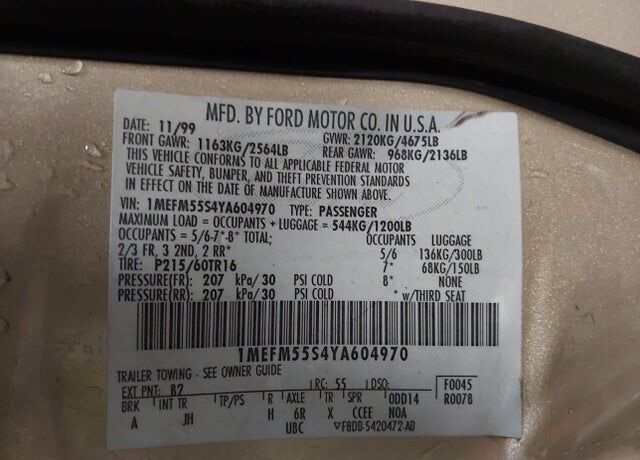 MFD. BY FORD MOTOR CO. IN U.S.A.
DATE: 11/99 GVWR: 2120KG/4675LB
FRONT GAWR: 1163KG/2564LB REAR GAWR: 968KG/2136LB
THIS VEHICLE CONFORMS TO ALL APPLICABLE FEDERAL MOTOR
VEHICLE SAFETY, BUMPER, AND THEFT PREVENTION STANDARDS
IN EFFECT ON THE DATE OF MANUFACTURE SHOWN ABOVE.
VIN: 1MEFM55S4YA604970 TYPE: PASSENGER
MAXIMUM LOAD = OCCUPANTS + LUGGAGE = 544KG/1200LB
OCCUPANTS = 5/6-7*-8* TOTAL; OCCUPANTS LUGGAGE
2/3 FR, 3 2ND, 2 RR* 5/6 136KG/300LB
TIRE: P215/60TR16 7* 68KG/150LB
PRESSURE(FR) 207 kPa/30 PSI COLD 8* NONE
PRESSURE(RR) 207 kPa/30 PSI COLD * w/THIRD SEAT
1MEFM55S4YA604970
TRAILER TOWING - SEE OWNER GUIDE
EXT PNT: B2 RC: 55 DSO: F0045
BRK INT TR TP/PS R AXLE TR SPR ODD14 R0078
A JH H 6R X CCEE NOA
UBC F8DB-5420472-AB